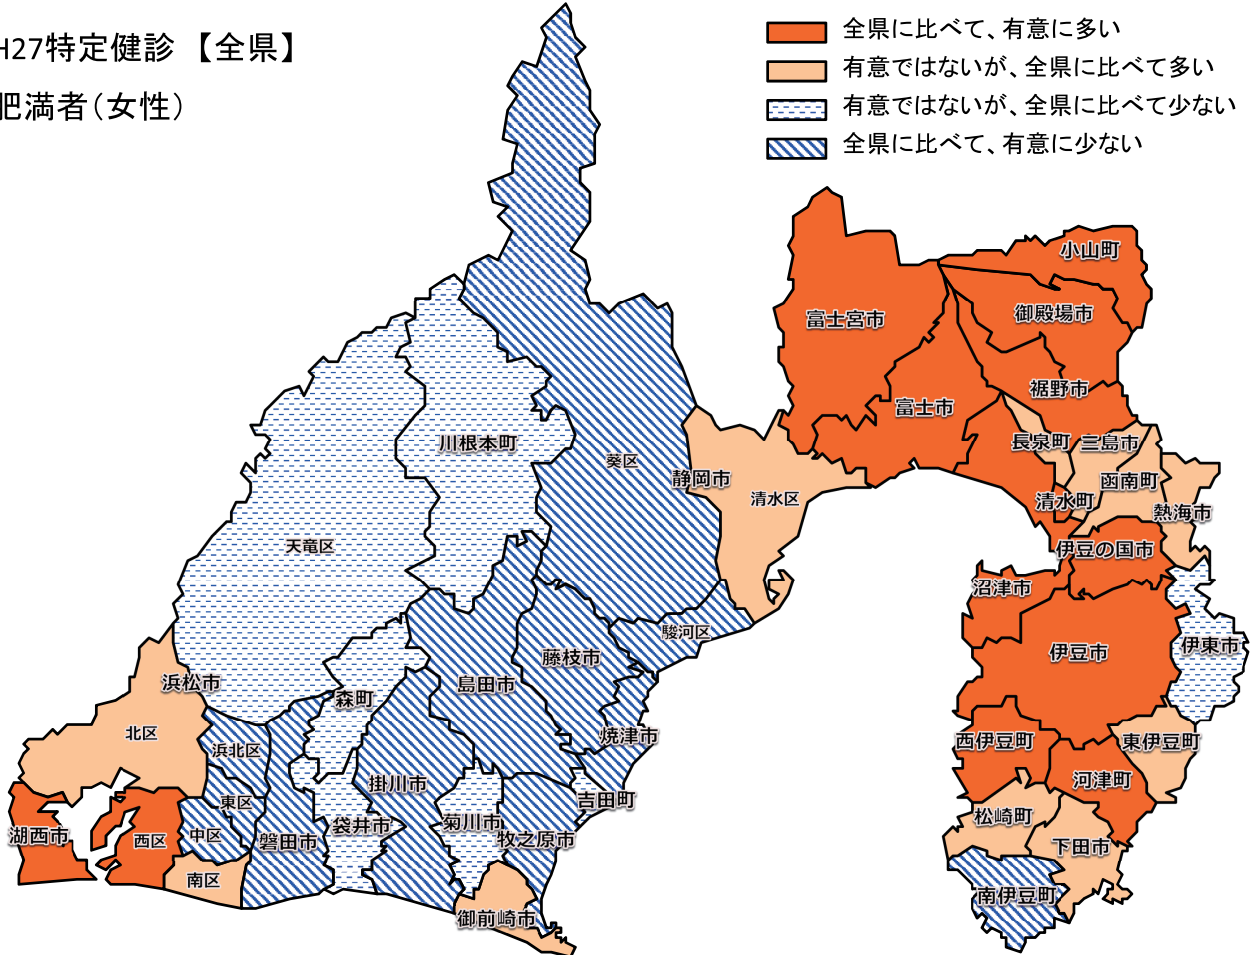 H27特定健診 【全県】
肥満者(女性)
全県に比べて、有意に多い
有意ではないが、全県に比べて多い
有意ではないが、全県に比べて少ない
全県に比べて、有意に少ない
小山町
御殿場市
富士宮市
裾野市
富士市
長泉町
三島市
川根本町
葵区
静岡市
清水区
函南町
清水町
熱海市
天竜区
伊豆の国市
沼津市
駿河区
伊東市
藤枝市
伊豆市
浜松市
島田市
森町
北区
浜北区
焼津市
西伊豆町
東伊豆町
掛川市
河津町
東区
吉田町
松崎町
湖西市
西区
中区
磐田市
袋井市
菊川市
牧之原市
下田市
南区
南伊豆町
御前崎市